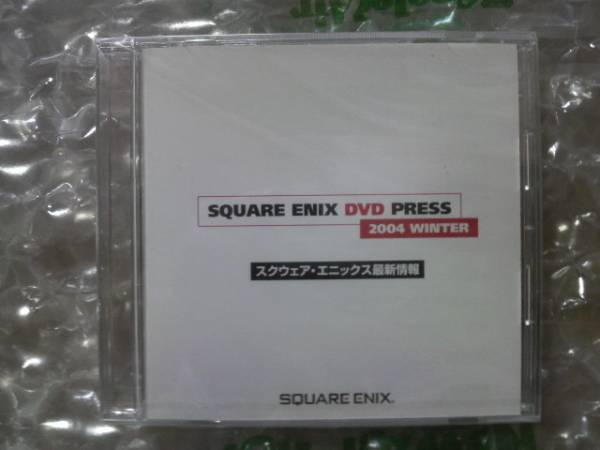 SQUARE ENIX DVD PRESS
2004 WINTER
スクウェア・エニックス最新情報
SQUARE ENIX.